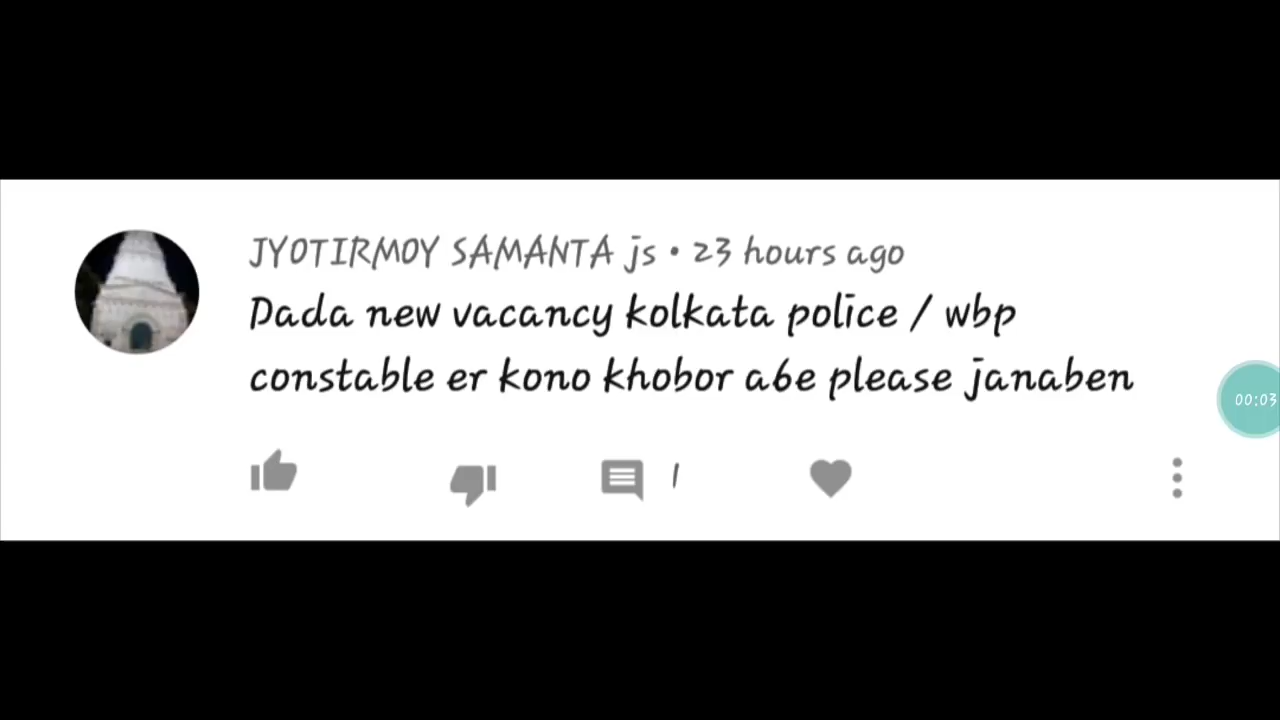 JYOTIRMOY SAMANTA js • 23 hours ago
Dada new vacancy kolkata police / wbp
constable er kono khobor a6e please janaben
00:03
1